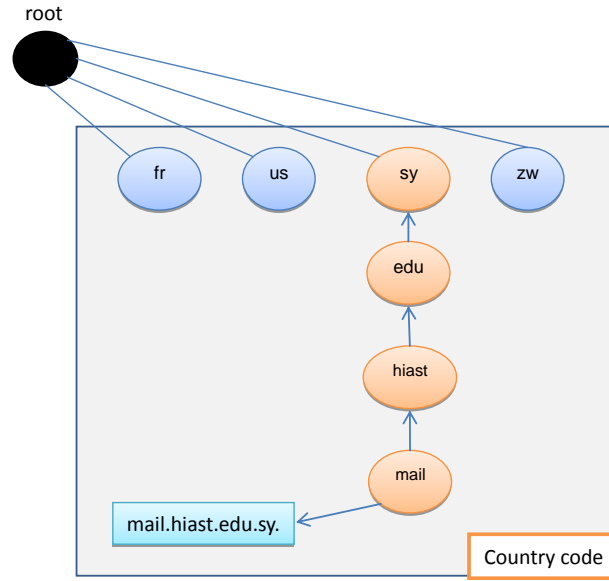 root
fr
us
sy
zw
edu
hiast
mail
mail.hiast.edu.sy.
Country code